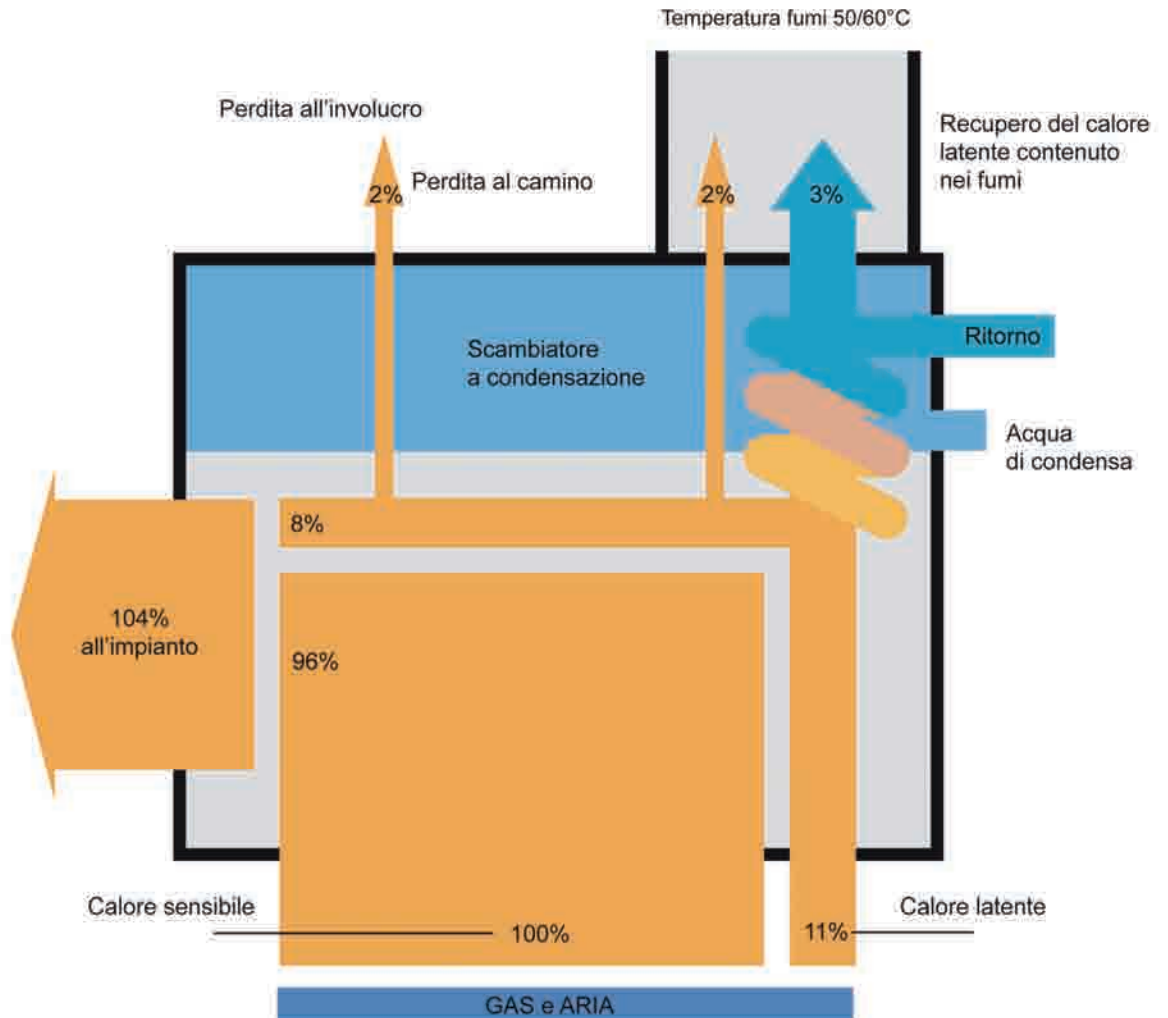 Temperatura fumi 50/60°C
Perdita all'involucro
Recupero del calore
latente contenuto
nei fumi
2%
Perdita al camino
2%
3%
Ritorno
Scambiatore
a condensazione
Acqua
di condensa
8%
104%
all'impianto
96%
Calore sensibile
100%
11%
Calore latente
GAS e ARIA